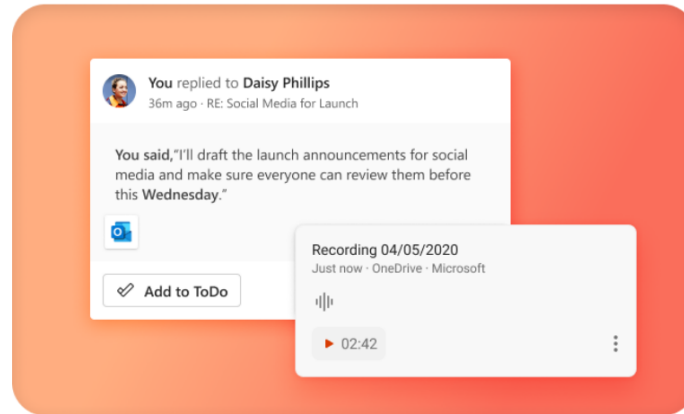 You replied to Daisy Phillips
36m ago · RE: Social Media for Launch
You said,"I'll draft the launch announcements for social
media and make sure everyone can review them before
this Wednesday."
Add to ToDo
Recording 04/05/2020
Just now · OneDrive · Microsoft
02:42